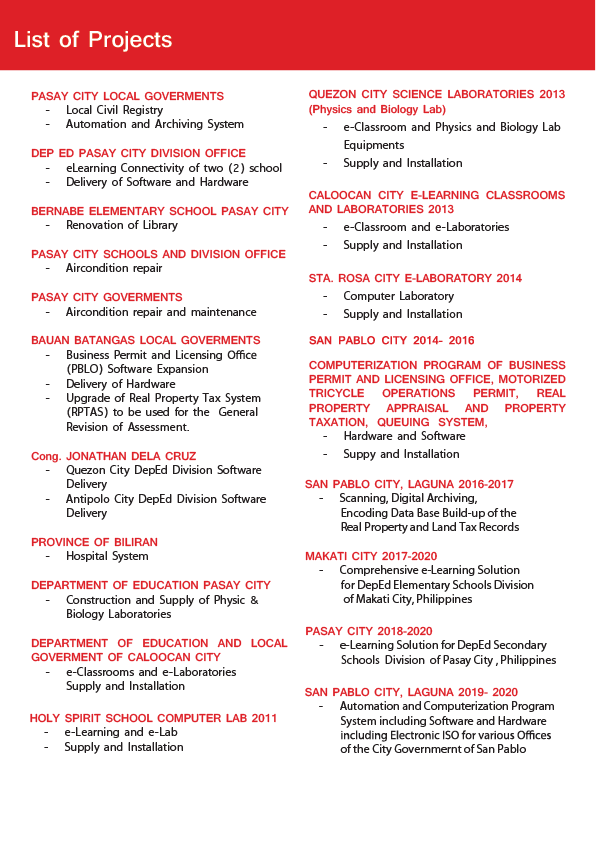 List of Projects
PASAY CITY LOCAL GOVERMENTS
- Local Civil Registry
- Automation and Archiving System
DEP ED PASAY CITY DIVISION OFFICE
- eLearning Connectivity of two (2) school
- Delivery of Software and Hardware
BERNABE ELEMENTARY SCHOOL PASAY CITY
- Renovation of Library
PASAY CITY SCHOOLS AND DIVISION OFFICE
- Aircondition repair
PASAY CITY GOVERMENTS
- Aircondition repair and maintenance
BAUAN BATANGAS LOCAL GOVERMENTS
- Business Permit and Licensing Office
(PBLO) Software Expansion
- Delivery of Hardware
- Upgrade of Real Property Tax System
(RPTAS) to be used for the General
Revision of Assessment.
Cong. JONATHAN DELA CRUZ
- Quezon City DepEd Division Software
Delivery
- Antipolo City DepEd Division Software
Delivery
PROVINCE OF BILIRAN
- Hospital System
DEPARTMENT OF EDUCATION PASAY CITY
- Construction and Supply of Physic &
Biology Laboratories
DEPARTMENT OF EDUCATION AND LOCAL
GOVERMENT OF CALOOCAN CITY
- e-Classrooms and e-Laboratories
Supply and Installation
HOLY SPIRIT SCHOOL COMPUTER LAB 2011
- e-Learning and e-Lab
- Supply and Installation
QUEZON CITY SCIENCE LABORATORIES 2013
(Physics and Biology Lab)
- e-Classroom and Physics and Biology Lab
Equipments
- Supply and Installation
CALOOCAN CITY E-LEARNING CLASSROOMS
AND LABORATORIES 2013
- e-Classroom and e-Laboratories
- Supply and Installation
STA. ROSA CITY E-LABORATORY 2014
- Computer Laboratory
- Supply and Installation
SAN PABLO CITY 2014- 2016
COMPUTERIZATION PROGRAM OF BUSINESS
PERMIT AND LICENSING OFFICE, MOTORIZED
TRICYCLE OPERATIONS PERMIT, REAL
PROPERTY APPRAISAL AND PROPERTY
TAXATION, QUEUING SYSTEM,
- Hardware and Software
- Suppy and Installation
SAN PABLO CITY, LAGUNA 2016-2017
- Scanning, Digital Archiving,
Encoding Data Base Build-up of the
Real Property and Land Tax Records
MAKATI CITY 2017-2020
- Comprehensive e-Learning Solution
for DepEd Elementary Schools Division
of Makati City, Philippines
PASAY CITY 2018-2020
- e-Learning Solution for DepEd Secondary
Schools Division of Pasay City , Philippines
SAN PABLO CITY, LAGUNA 2019- 2020
- Automation and Computerization Program
System including Software and Hardware
including Electronic ISO for various Offices
of the City Governmernt of San Pablo